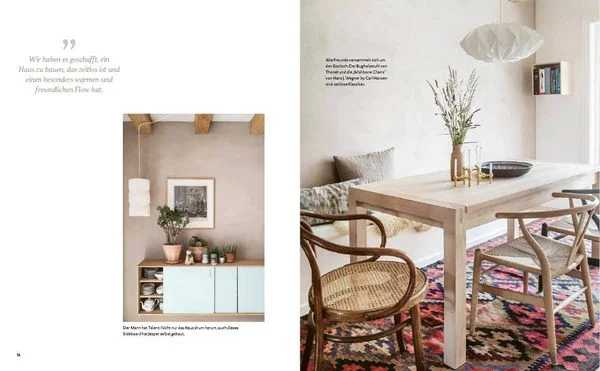 ”
Wir haben es geschafft, ein
Haus zu bauen, das zeitlos ist und
einen besonders warmen und
freundlichen Flow hat.
Alte Freunde versammeln sich um
den Esstisch: Der Bugholzstuhl von
Thonet und die „Wishbone Chairs“
von Hans J. Wegner by Carl Hansen
sind zeitlose Klassiker.
Der Mann hat Talent: Nicht nur das Haus drum herum, auch dieses
Sideboard hat Jesper selbst gebaut.